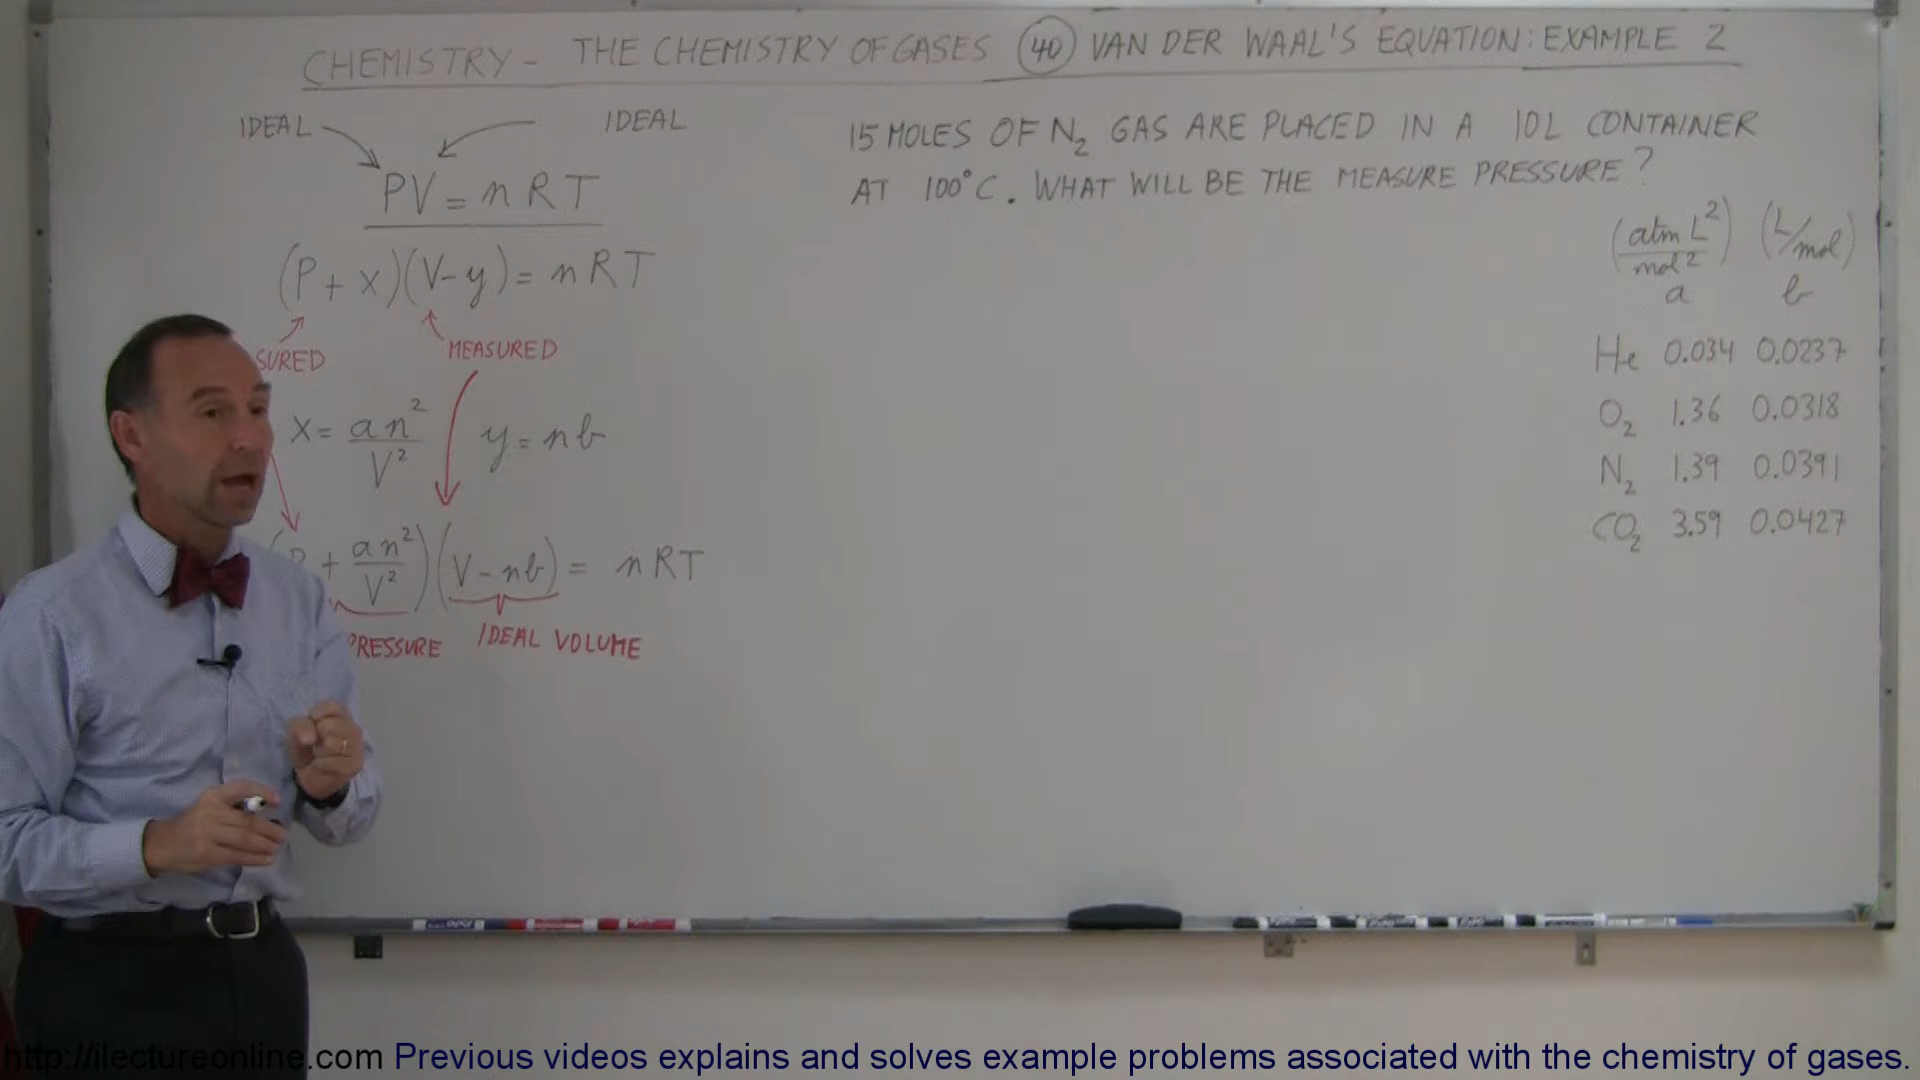 CHEMISTRY - THE CHEMISTRY OF GASES (40) VAN DER WAAL'S EQUATION: EXAMPLE 2
IDEAL IDEAL
PV = nRT
(P + x)(V - y) = nRT
SURED MEASURED
x = an²/V² y = nb
(P + an²/V²)(V - nb) = nRT
PRESSURE IDEAL VOLUME
15 MOLES OF N₂ GAS ARE PLACED IN A 10L CONTAINER
AT 100°C. WHAT WILL BE THE MEASURE PRESSURE?
(atm L²/mol²) (L/mol)
a b
He 0.034 0.0237
O₂ 1.36 0.0318
N₂ 1.39 0.0391
CO₂ 3.59 0.0427
http://ilectureonline.com Previous videos explains and solves example problems associated with the chemistry of gases.